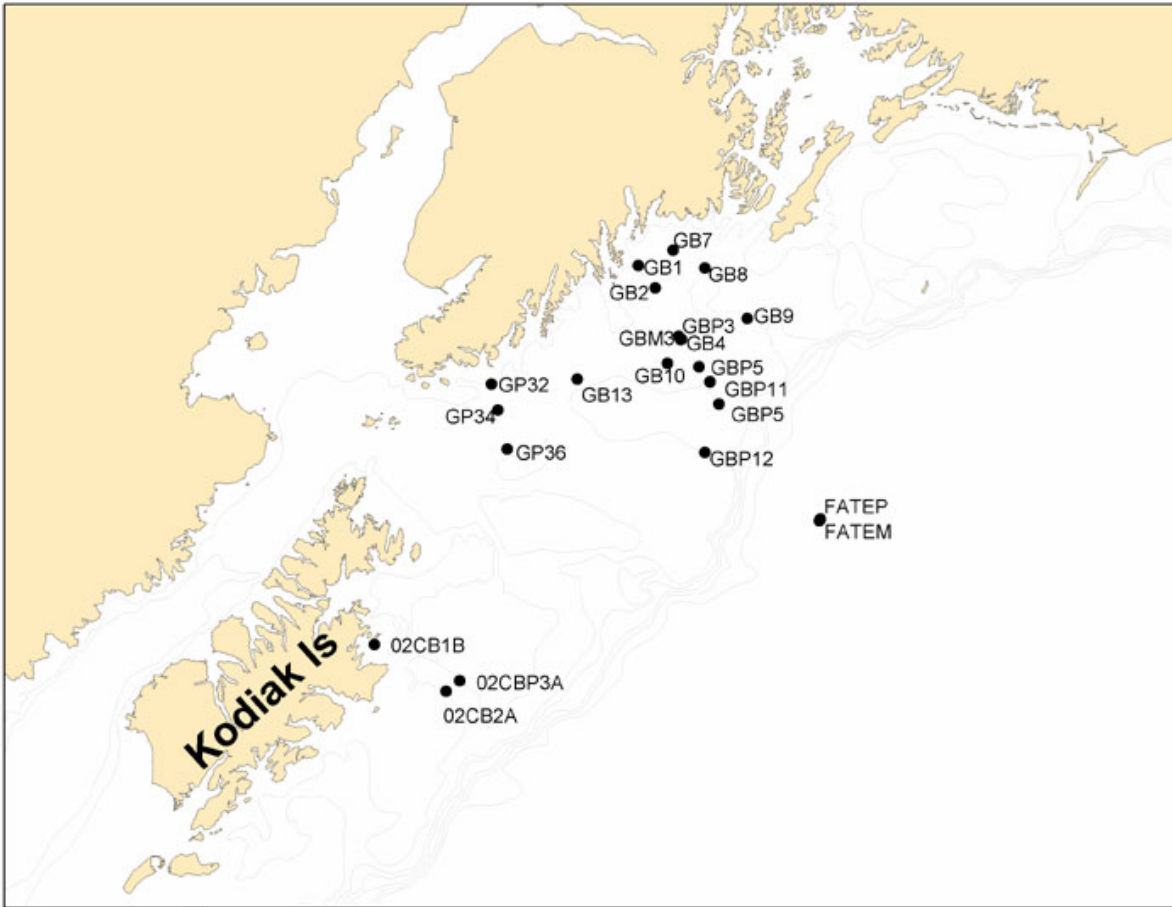 GB7
GB1
GB8
GB2
GB9
GBP3
GBM3
GB4
GB10
GBP5
GP32
GB13
GBP11
GP34
GBP5
GP36
GBP12
FATEP
FATEM
Kodiak Is
02CB1B
02CBP3A
02CB2A